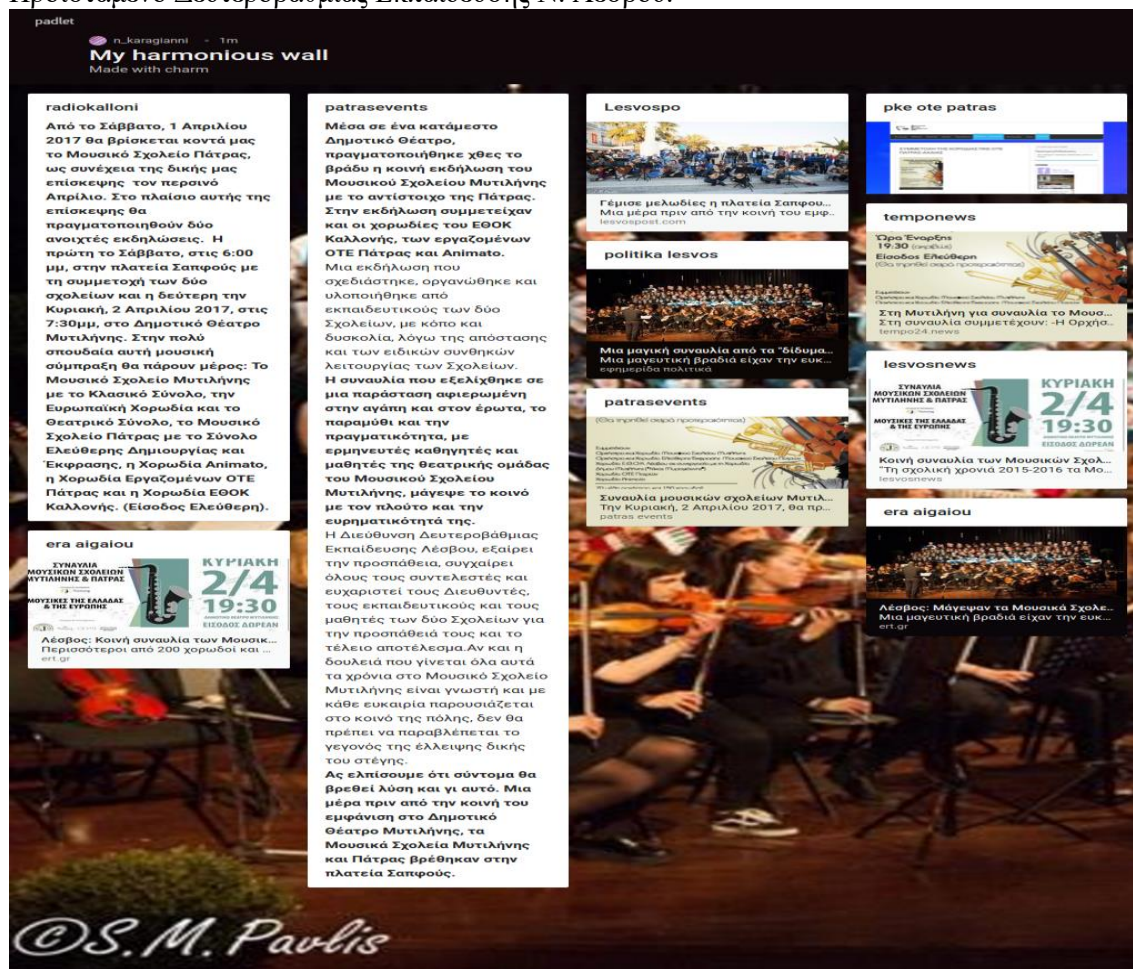 padlet
n_karagianni • 1m
My harmonious wall
Made with charm
radiokalloni
Από το Σάββατο, 1 Απριλίου
2017 θα βρίσκεται κοντά μας
το Μουσικό Σχολείο Πάτρας,
ως συνέχεια της δικής μας
επίσκεψης τον περσινό
Απρίλιο. Στο πλαίσιο αυτής της
επίσκεψης θα
πραγματοποιηθούν δύο
ανοιχτές εκδηλώσεις. Η
πρώτη το Σάββατο, στις 6:00
μμ, στην πλατεία Σαπφούς με
τη συμμετοχή των δύο
σχολείων και η δεύτερη την
Κυριακή, 2 Απριλίου 2017, στις
7:30μμ, στο Δημοτικό Θέατρο
Μυτιλήνης. Στην πολύ
σπουδαία αυτή μουσική
σύμπραξη θα πάρουν μέρος: Το
Μουσικό Σχολείο Μυτιλήνης
με το Κλασικό Σύνολο, την
Ευρωπαϊκή Χορωδία και το
Θεατρικό Σύνολο, το Μουσικό
Σχολείο Πάτρας με το Σύνολο
Ελεύθερης Δημιουργίας και
Έκφρασης, η Χορωδία Animato,
η Χορωδία Εργαζομένων ΟΤΕ
Πάτρας και η Χορωδία ΕΘΟΚ
Καλλονής. (Είσοδος Ελεύθερη).
era aigaiou
ΣΥΝΑΥΛΙΑ
ΜΟΥΣΙΚΩΝ ΣΧΟΛΕΙΩΝ
ΜΥΤΙΛΗΝΗΣ & ΠΑΤΡΑΣ
ΜΟΥΣΙΚΕΣ ΤΗΣ ΕΛΛΑΔΑΣ
& ΤΗΣ ΕΥΡΩΠΗΣ
ΚΥΡΙΑΚΗ
2/4
19:30
ΔΗΜΟΤΙΚΟ ΘΕΑΤΡΟ ΜΥΤΙΛΗΝΗΣ
ΕΙΣΟΔΟΣ ΔΩΡΕΑΝ
Λέσβος: Κοινή συναυλία των Μουσικ...
Περισσότεροι από 200 χορωδοί και ...
ert.gr
patrasevents
Μέσα σε ένα κατάμεστο
Δημοτικό Θέατρο,
πραγματοποιήθηκε χθες το
βράδυ η κοινή εκδήλωση του
Μουσικού Σχολείου Μυτιλήνης
με το αντίστοιχο της Πάτρας.
Στην εκδήλωση συμμετείχαν
και οι χορωδίες του ΕΘΟΚ
Καλλονής, των εργαζομένων
ΟΤΕ Πάτρας και Animato.
Μια εκδήλωση που
σχεδιάστηκε, οργανώθηκε και
υλοποιήθηκε από
εκπαιδευτικούς των δύο
Σχολείων, με κόπο και
δυσκολία, λόγω της απόστασης
και των ειδικών συνθηκών
λειτουργίας των Σχολείων.
Η συναυλία που εξελίχθηκε σε
μια παράσταση αφιερωμένη
στην αγάπη και στον έρωτα, το
παραμύθι και την
πραγματικότητα, με
ερμηνευτές καθηγητές και
μαθητές της θεατρικής ομάδας
του Μουσικού Σχολείου
Μυτιλήνης, μάγεψε το κοινό
με τον πλούτο και την
ευρηματικότητά της.
Η Διεύθυνση Δευτεροβάθμιας
Εκπαίδευσης Λέσβου, εξαίρει
την προσπάθεια, συγχαίρει
όλους τους συντελεστές και
ευχαριστεί τους Διευθυντές,
τους εκπαιδευτικούς και τους
μαθητές των δύο Σχολείων για
την προσπάθειά τους και το
τέλειο αποτέλεσμα.Αν και η
δουλειά που γίνεται όλα αυτά
τα χρόνια στο Μουσικό Σχολείο
Μυτιλήνης είναι γνωστή και με
κάθε ευκαιρία παρουσιάζεται
στο κοινό της πόλης, δεν θα
πρέπει να παραβλέπεται το
γεγονός της έλλειψης δικής
του στέγης.
Ας ελπίσουμε ότι σύντομα θα
βρεθεί λύση και γι αυτό. Μια
μέρα πριν από την κοινή του
εμφάνιση στο Δημοτικό
Θέατρο Μυτιλήνης, τα
Μουσικά Σχολεία Μυτιλήνης
και Πάτρας βρέθηκαν στην
πλατεία Σαπφούς.
Lesvospo
Γέμισε μελωδίες η πλατεία Σαπφου...
Μια μέρα πριν από την κοινή του εμφ...
lesvospost.com
politika lesvos
Μια μαγική συναυλία από τα "δίδυμα...
Μια μαγευτική βραδιά είχαν την ευκ...
εφημερίδα πολιτικά
patrasevents
(Θα τηρηθεί σειρά προτεραιότητας)
Συναυλία μουσικών σχολείων Μυτιλ...
Την Κυριακή, 2 Απριλίου 2017, θα πρ...
patras events
pke ote patras
temponews
Ώρα Έναρξης
19:30 (ακριβώς)
Είσοδος Ελεύθερη
(Θα τηρηθεί σειρά προτεραιότητας)
Στη Μυτιλήνη για συναυλία το Μουσ...
Στη συναυλία συμμετέχουν: -Η Ορχήσ...
tempo24.news
lesvosnews
ΣΥΝΑΥΛΙΑ
ΜΟΥΣΙΚΩΝ ΣΧΟΛΕΙΩΝ
ΜΥΤΙΛΗΝΗΣ & ΠΑΤΡΑΣ
ΜΟΥΣΙΚΕΣ ΤΗΣ ΕΛΛΑΔΑΣ
& ΤΗΣ ΕΥΡΩΠΗΣ
ΚΥΡΙΑΚΗ
2/4
19:30
ΔΗΜΟΤΙΚΟ ΘΕΑΤΡΟ ΜΥΤΙΛΗΝΗΣ
ΕΙΣΟΔΟΣ ΔΩΡΕΑΝ
Κοινή συναυλία των Μουσικών Σχολ...
"Τη σχολική χρονιά 2015-2016 τα Μο...
lesvosnews
era aigaiou
Λέσβος: Μάγεψαν τα Μουσικά Σχολε...
Μια μαγευτική βραδιά είχαν την ευκ...
ert.gr
©S.M.Pavlis